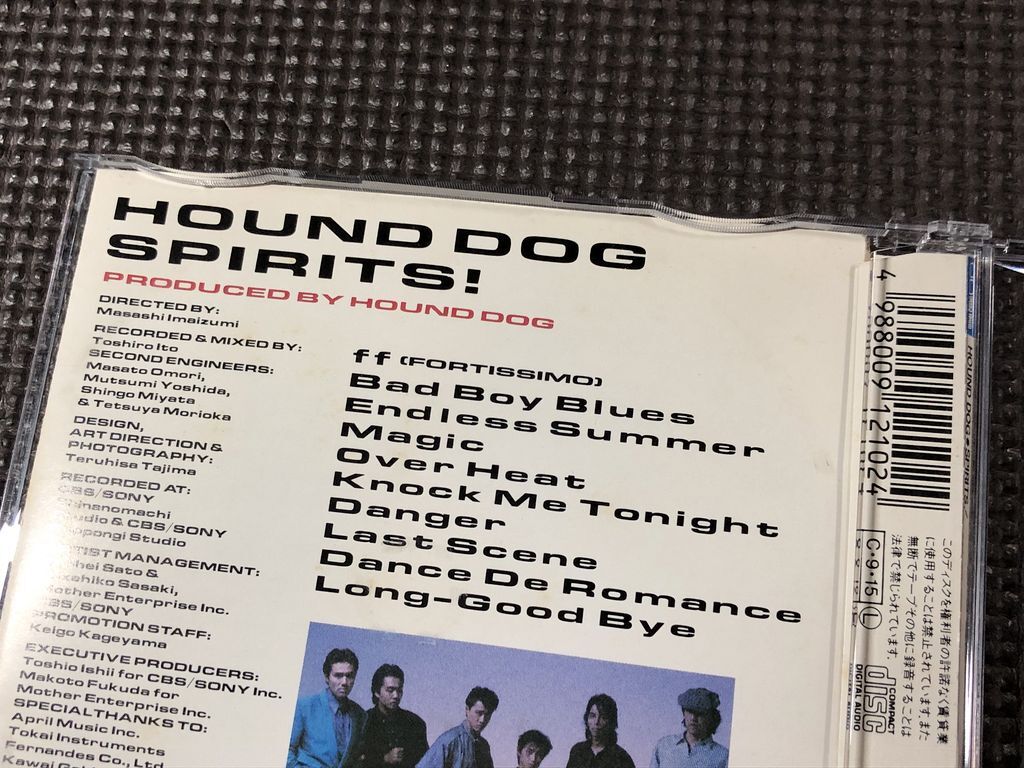 HOUND DOG
SPIRITS!
PRODUCED BY HOUND DOG
DIRECTED BY:
Masashi Imaizumi
RECORDED & MIXED BY:
Toshiro Ito
SECOND ENGINEERS:
Masato Omori,
Mutsumi Yoshida,
Shingo Miyata
& Tetsuya Morioka
DESIGN,
ART DIRECTION &
PHOTOGRAPHY:
Teruhisa Tajima
RECORDED AT:
CBS/SONY
& CBS/SONY
Studio
MANAGEMENT:
Sato &
Sasaki,
Mother Enterprise Inc.
CBS/SONY
PROMOTION STAFF:
Keigo Kageyama
EXECUTIVE PRODUCERS:
Toshio Ishii for CBS/SONY Inc.
Makoto Fukuda for
Mother Enterprise Inc.
SPECIAL THANKS TO:
April Music Inc.
Tokai Instruments
Fernandes Co., Ltd
Kawai
ff (FORTISSIMO)
Bad Boy Blues
Endless Summer
Magic
Over Heat
Knock Me Tonight
Danger
Last Scene
Dance De Romance
Long-Good Bye
4 988009 121024
C・9・15 L
このディスクを権利者の許諾なく賃貸業
に使用することは禁止されています。また
無断でテープその他に録音することは
法律で禁じられています。
COMPACT
disc
DIGITAL AUDIO
HOUND DOG・SPIRITS!